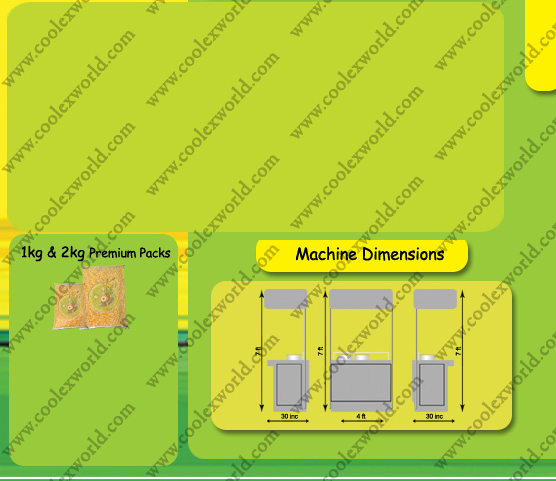 1kg & 2kg Premium Packs
Machine Dimensions
7 ft
7 ft
7 ft
30 inc
4 ft
30 inc
www.coolexworld.com